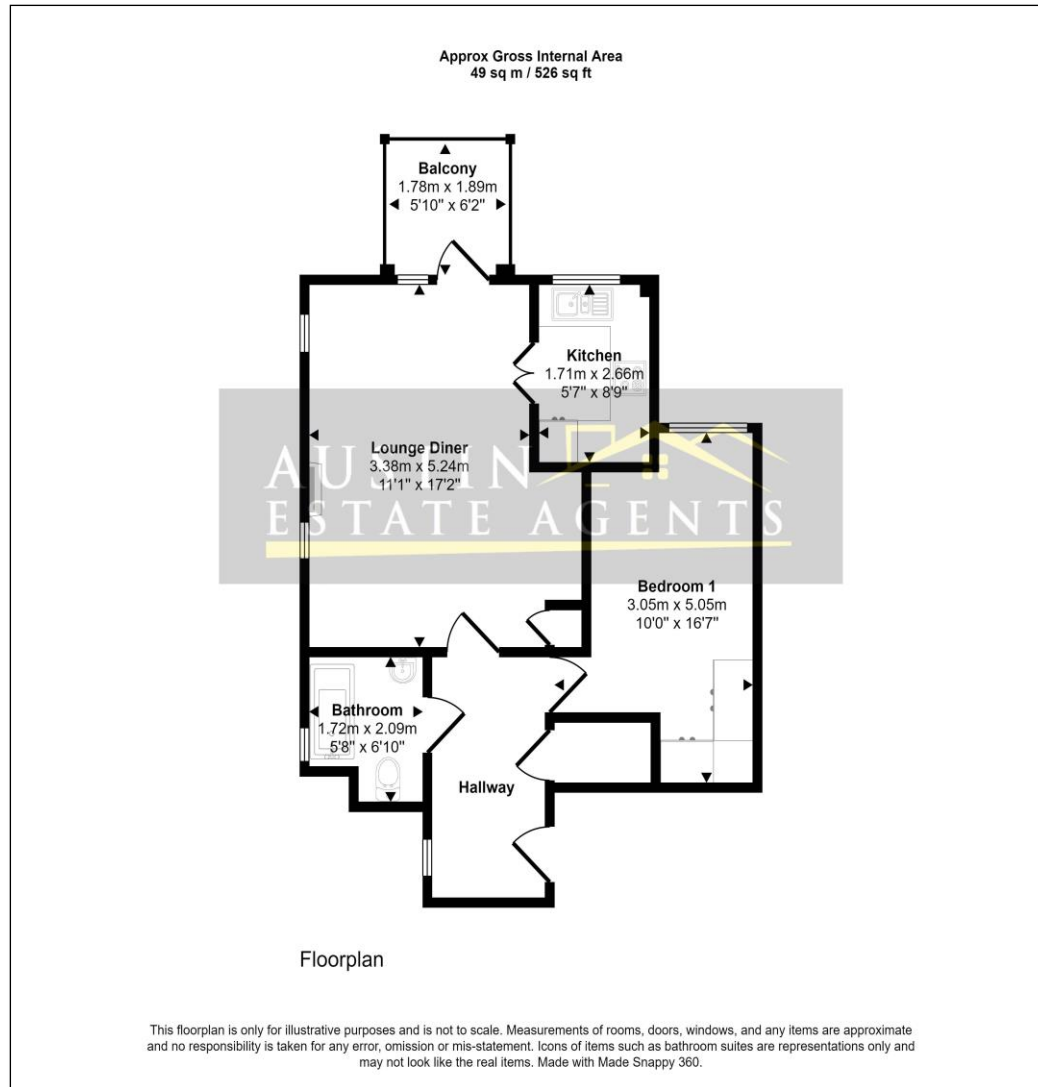 Approx Gross Internal Area
49 sq m / 526 sq ft
Balcony
1.78m x 1.89m
5'10" x 6'2"
Kitchen
1.71m x 2.66m
5'7" x 8'9"
Lounge Diner
3.38m x 5.24m
11'1" x 17'2"
AUSTIN
ESTATE AGENTS
Bedroom 1
3.05m x 5.05m
10'0" x 16'7"
Bathroom
1.72m x 2.09m
5'8" x 6'10"
Hallway
Floorplan
This floorplan is only for illustrative purposes and is not to scale. Measurements of rooms, doors, windows, and any items are approximate
and no responsibility is taken for any error, omission or mis-statement. Icons of items such as bathroom suites are representations only and
may not look like the real items. Made with Made Snappy 360.